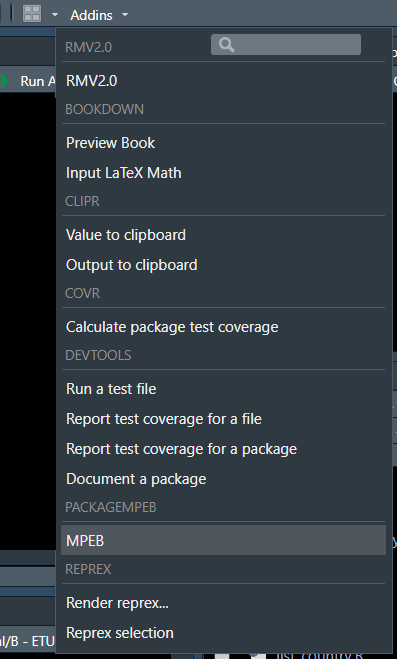 Addins
RMV2.0
Run A
RMV2.0
BOOKDOWN
Preview Book
Input LaTeX Math
CLIPR
Value to clipboard
Output to clipboard
COVR
Calculate package test coverage
DEVTOOLS
Run a test file
Report test coverage for a file
Report test coverage for a package
Document a package
PACKAGEMPEB
MPEB
REPREX
Render reprex...
Reprex selection
al/B - ETU